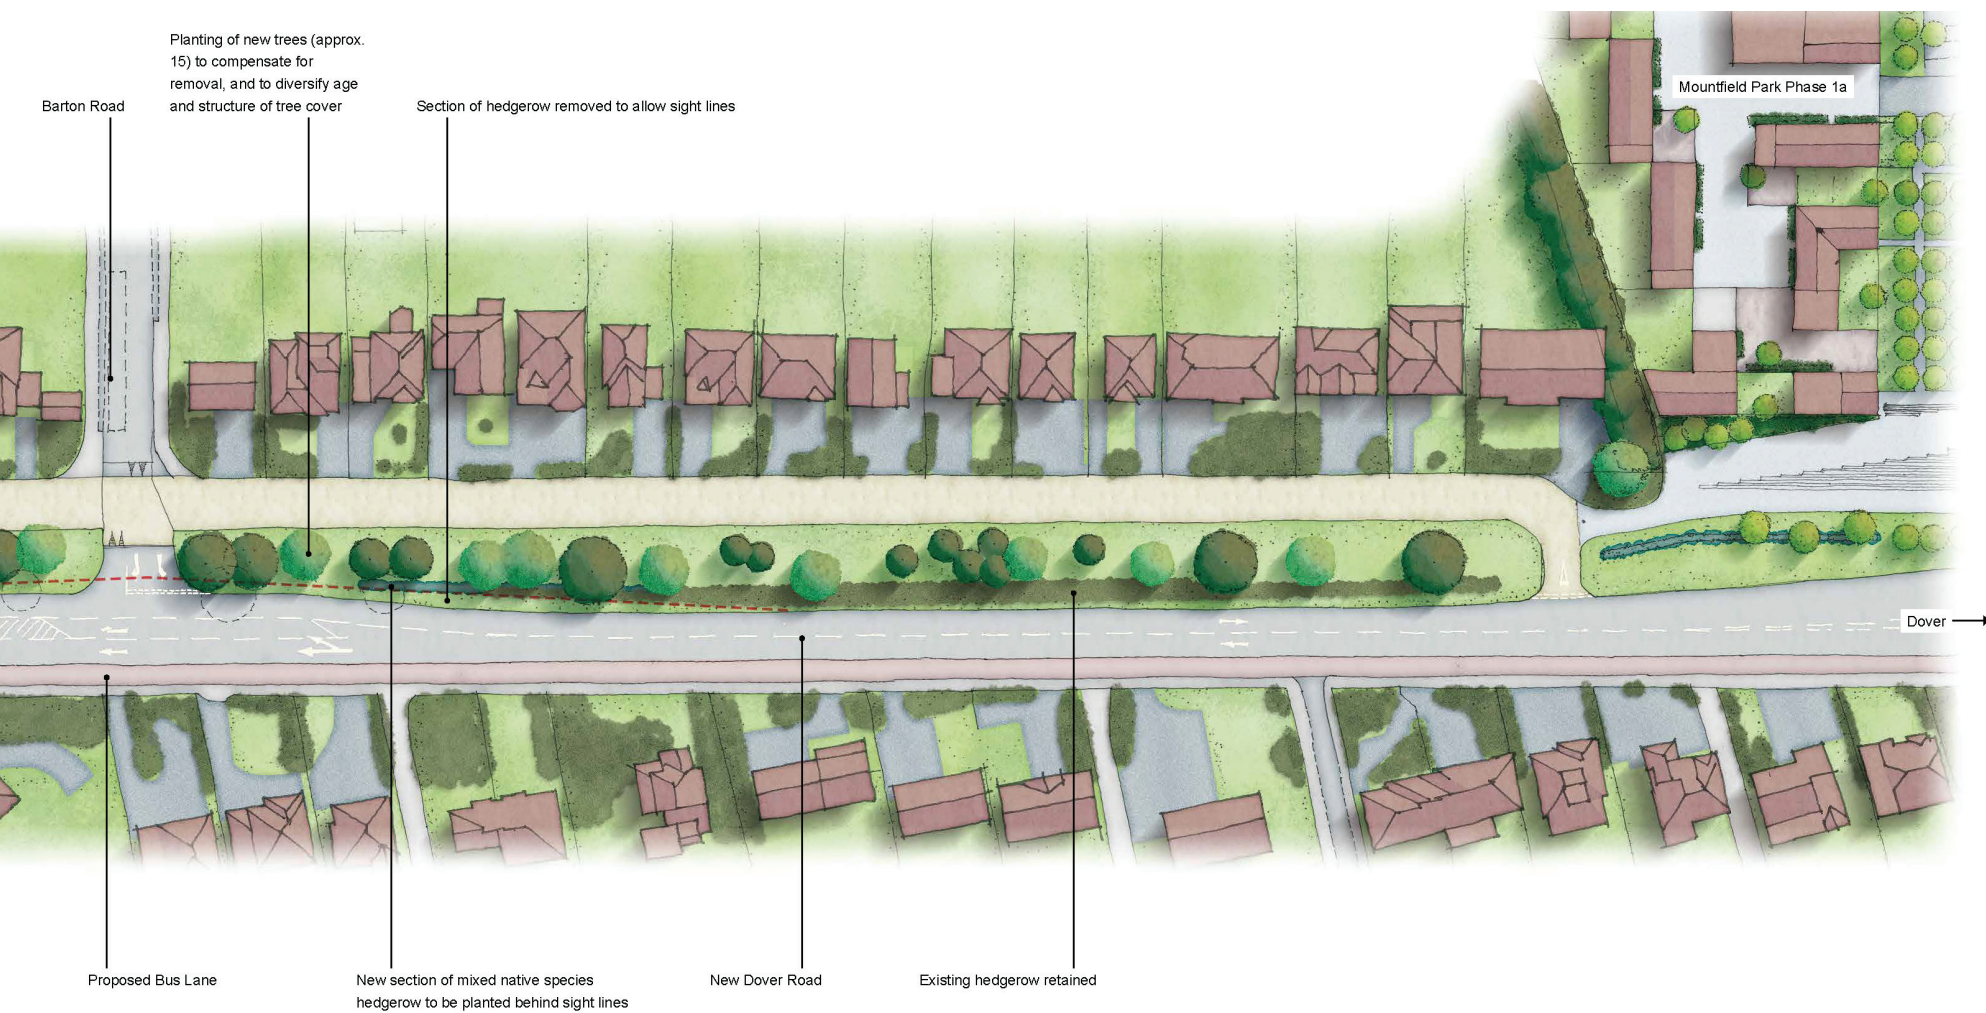 Planting of new trees (approx.
15) to compensate for
removal, and to diversify age
and structure of tree cover
Barton Road
Section of hedgerow removed to allow sight lines
Mountfield Park Phase 1a
Dover
Proposed Bus Lane
New section of mixed native species
hedgerow to be planted behind sight lines
New Dover Road
Existing hedgerow retained